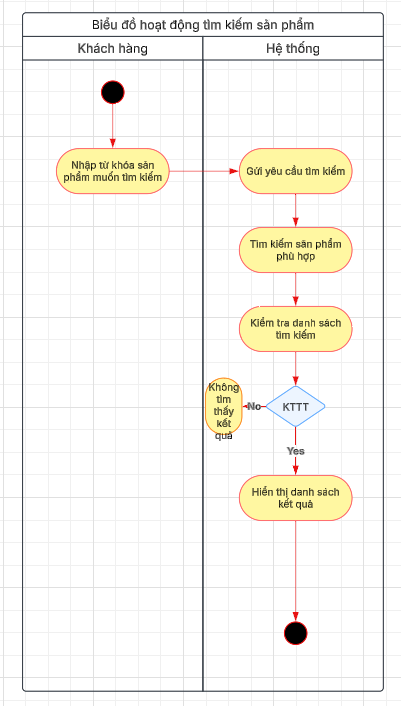 Biểu đồ hoạt động tìm kiếm sản phẩm
Khách hàng
Hệ thống
Nhập từ khóa sản
phẩm muốn tìm kiếm
Gửi yêu cầu tìm kiếm
Tìm kiếm sản phẩm
phù hợp
Kiểm tra danh sách
tìm kiếm
Không
tìm
thấy
kết
quả
No
KTTT
Yes
Hiển thị danh sách
kết quả